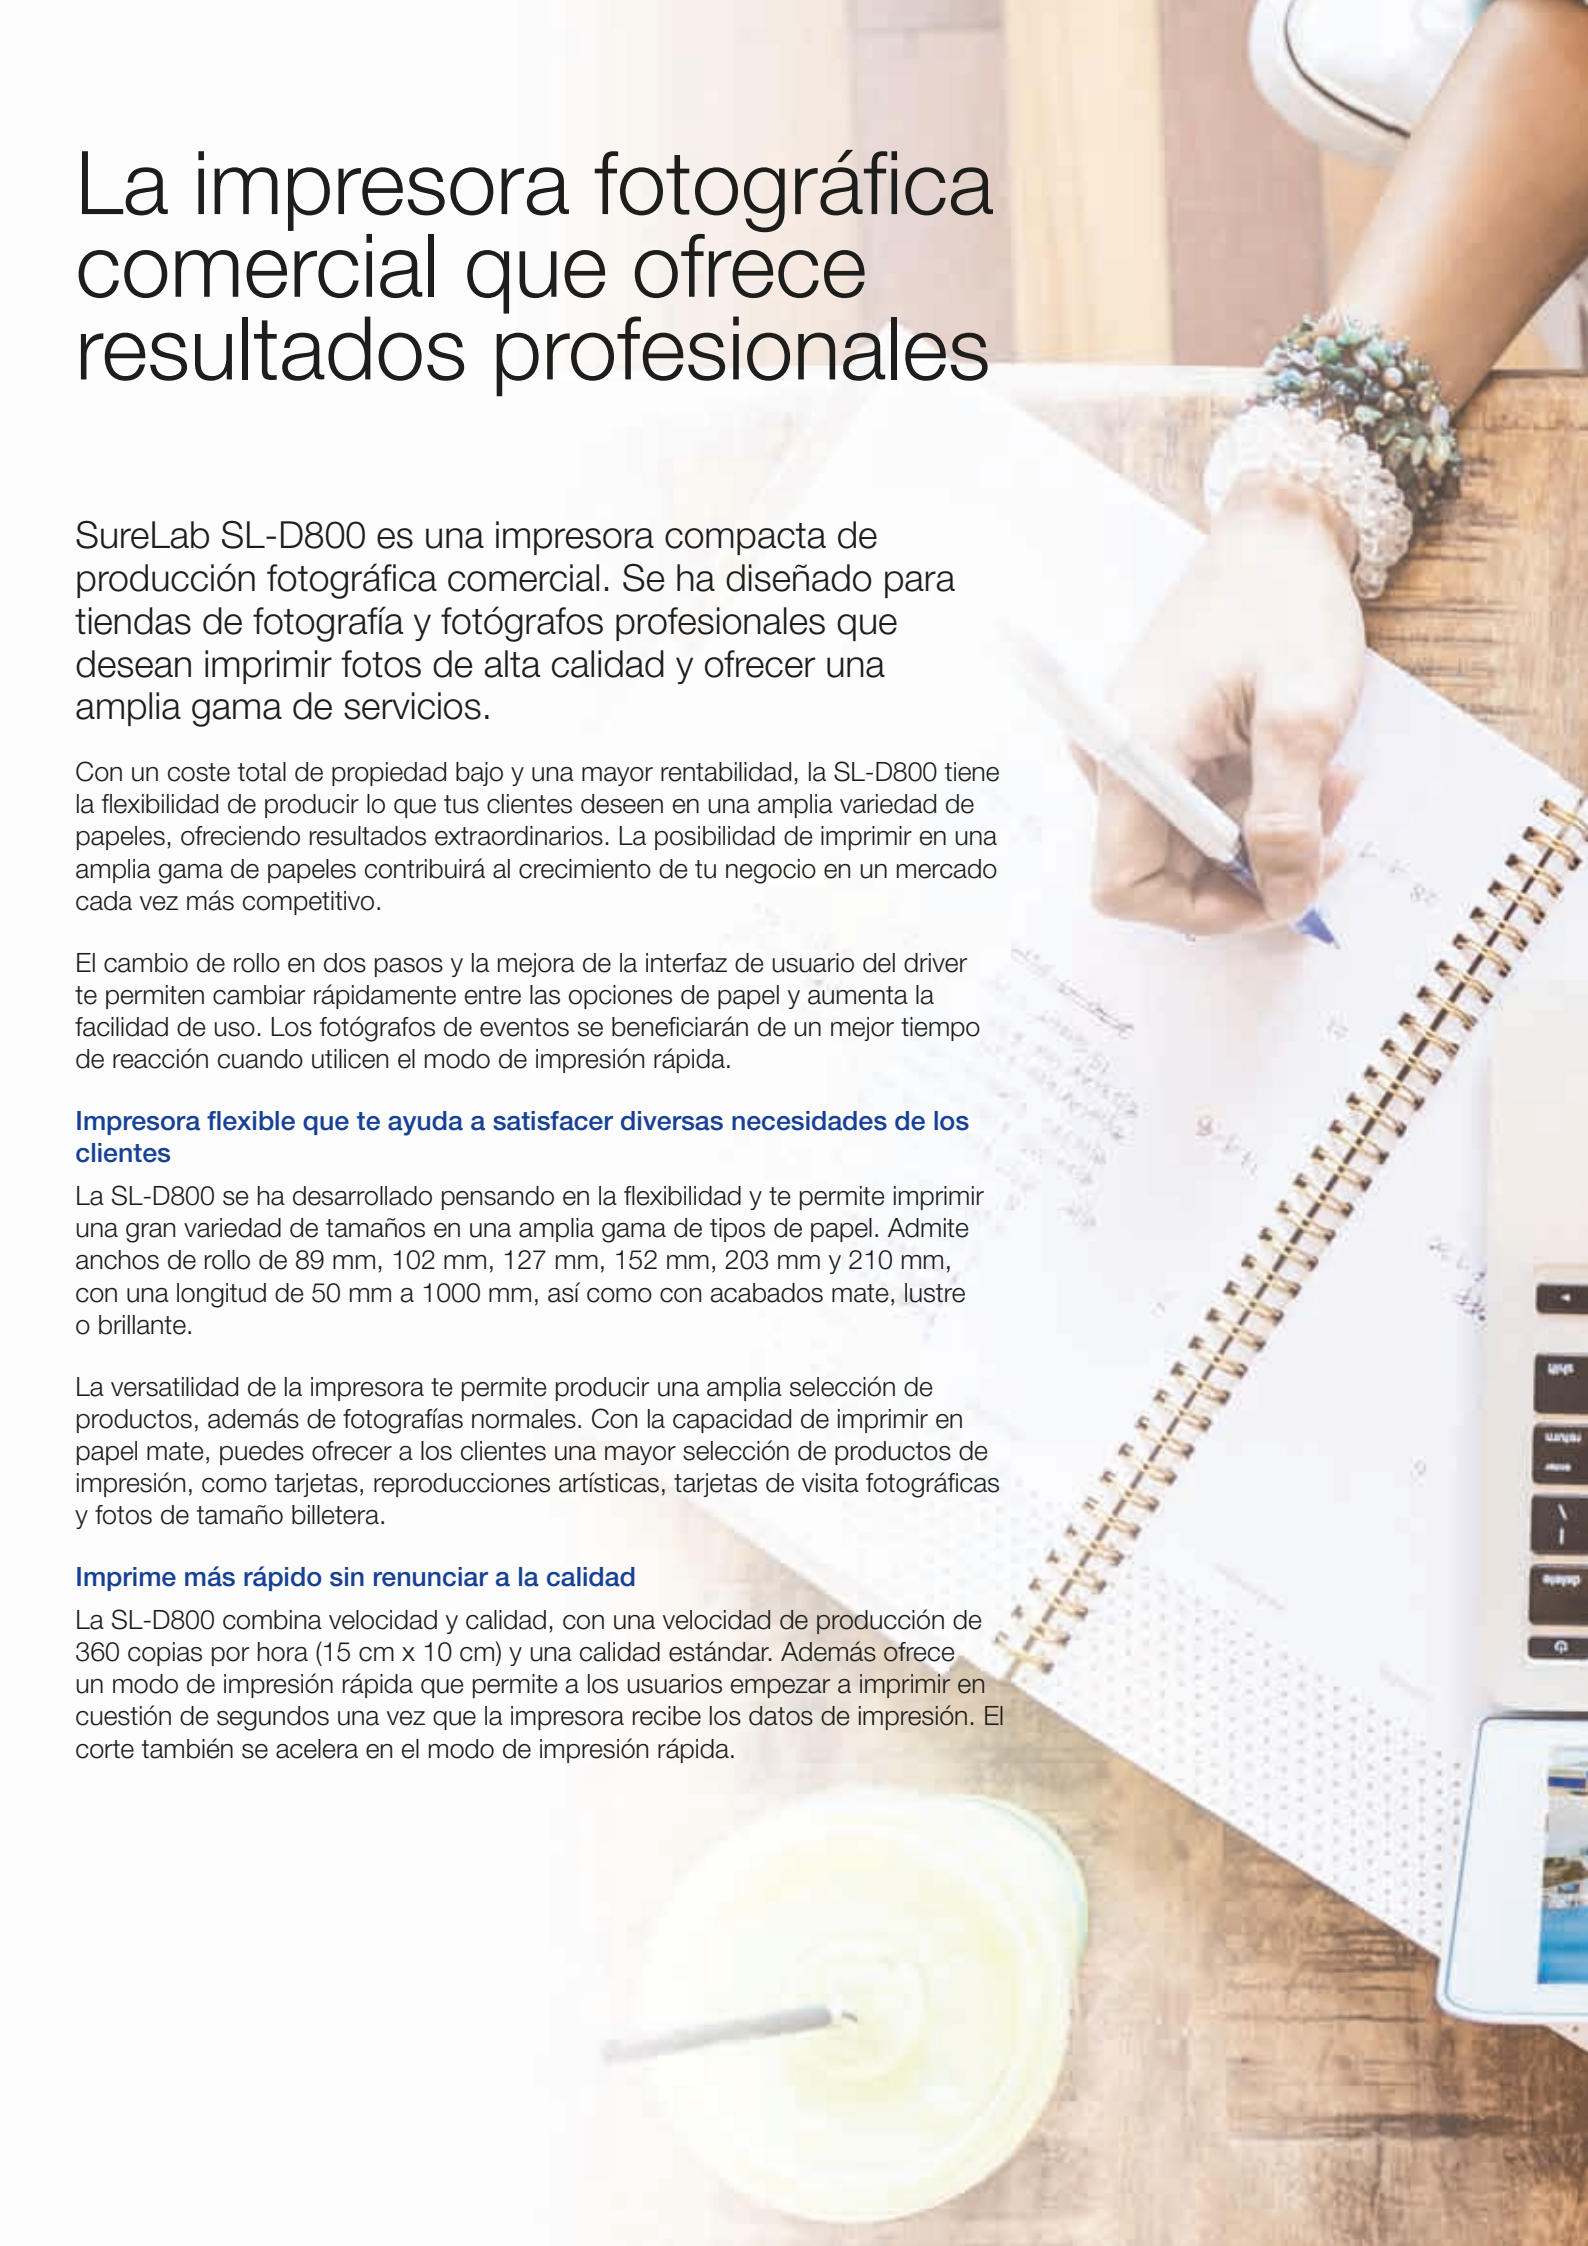 La impresora fotográfica
comercial que ofrece
resultados profesionales
SureLab SL-D800 es una impresora compacta de
producción fotográfica comercial. Se ha diseñado para
tiendas de fotografía y fotógrafos profesionales que
desean imprimir fotos de alta calidad y ofrecer una
amplia gama de servicios.
Con un coste total de propiedad bajo y una mayor rentabilidad, la SL-D800 tiene
la flexibilidad de producir lo que tus clientes deseen en una amplia variedad de
papeles, ofreciendo resultados extraordinarios. La posibilidad de imprimir en una
amplia gama de papeles contribuirá al crecimiento de tu negocio en un mercado
cada vez más competitivo.
El cambio de rollo en dos pasos y la mejora de la interfaz de usuario del driver
te permiten cambiar rápidamente entre las opciones de papel y aumenta la
facilidad de uso. Los fotógrafos de eventos se beneficiarán de un mejor tiempo
de reacción cuando utilicen el modo de impresión rápida.
Impresora flexible que te ayuda a satisfacer diversas necesidades de los
clientes
La SL-D800 se ha desarrollado pensando en la flexibilidad y te permite imprimir
una gran variedad de tamaños en una amplia gama de tipos de papel. Admite
anchos de rollo de 89 mm, 102 mm, 127 mm, 152 mm, 203 mm y 210 mm,
con una longitud de 50 mm a 1000 mm, así como con acabados mate, lustre
o brillante.
La versatilidad de la impresora te permite producir una amplia selección de
productos, además de fotografías normales. Con la capacidad de imprimir en
papel mate, puedes ofrecer a los clientes una mayor selección de productos de
impresión, como tarjetas, reproducciones artísticas, tarjetas de visita fotográficas
y fotos de tamaño billetera.
Imprime más rápido sin renunciar a la calidad
La SL-D800 combina velocidad y calidad, con una velocidad de producción de
360 copias por hora (15 cm x 10 cm) y una calidad estándar. Además ofrece
un modo de impresión rápida que permite a los usuarios empezar a imprimir en
cuestión de segundos una vez que la impresora recibe los datos de impresión. El
corte también se acelera en el modo de impresión rápida.
shift
return
enter
delete